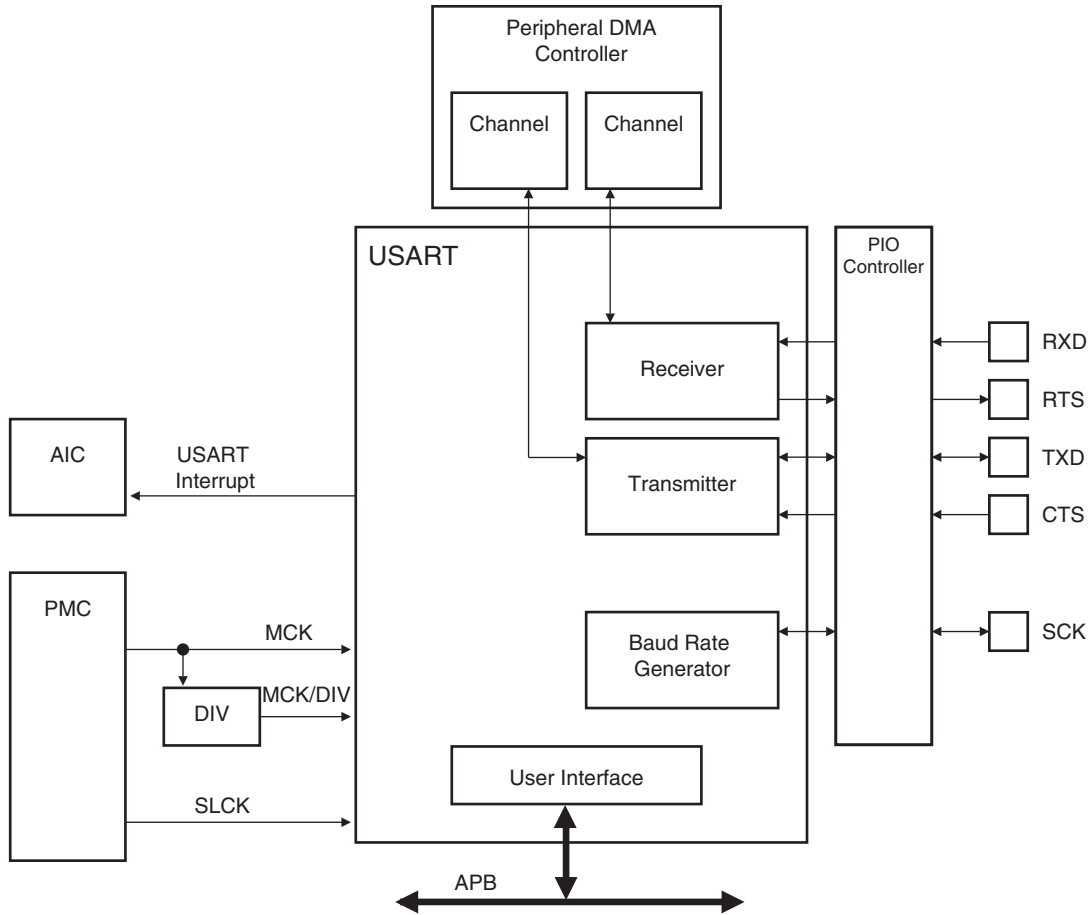 Peripheral DMA
Controller
Channel
Channel
USART
PIO
Controller
Receiver
RXD
RTS
AIC
USART
Interrupt
Transmitter
TXD
CTS
PMC
MCK
DIV
MCK/DIV
SLCK
Baud Rate
Generator
SCK
User Interface
APB